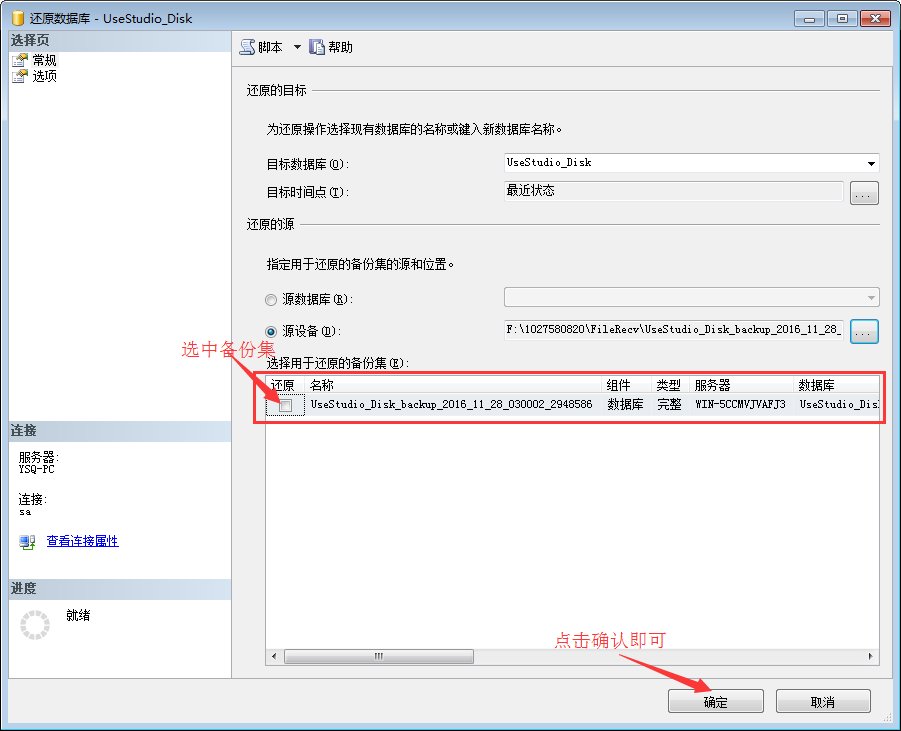 还原数据库 - UseStudio_Disk
选择页
常规
选项
脚本 帮助
还原的目标
为还原操作选择现有数据库的名称或键入新数据库名称。
目标数据库(O): UseStudio_Disk
目标时间点(T): 最近状态 ...
还原的源
指定用于还原的备份集的源和位置。
源数据库(R):
源设备(D): F:\1027580820\FileRecv\UseStudio_Disk_backup_2016_11_28_ ...
选中备份集
选择用于还原的备份集(E):
还原 名称 组件 类型 服务器 数据库
UseStudio_Disk_backup_2016_11_28_030002_2948586 数据库 完整 WIN-5CCMVJVAFJ3 UseStudio_Dis
连接
服务器:
YSQ-PC
连接:
sa
查看连接属性
进度
就绪
点击确认即可
确定 取消